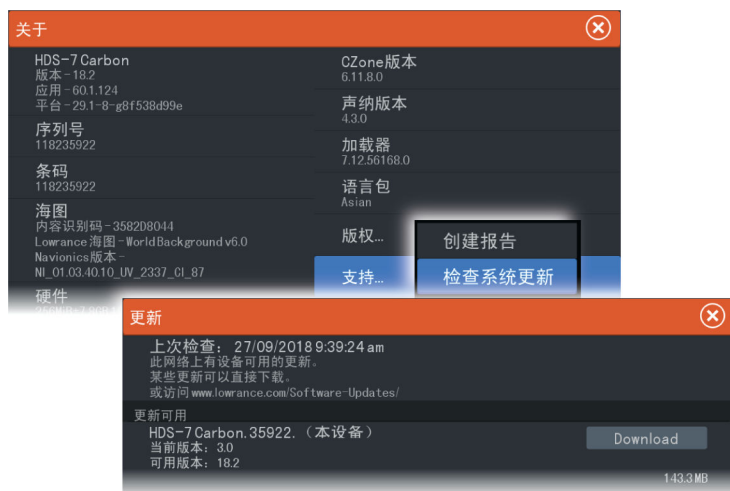 关于
HDS-7 Carbon
版本-18.2
应用-60.1.124
平台-29.1-8-g8f538d99e
序列号
118235922
条码
118235922
海图
内容识别码-3582D8044
Lowrance 海图-WorldBackground v6.0
Navionics版本-
NI_01.03.40.10_UV_2337_CI_87
硬件
CZone版本
6.11.8.0
声纳版本
4.3.0
加载器
7.12.56168.0
语言包
Asian
版权...
支持...
创建报告
检查系统更新
更新
上次检查：27/09/2018 9:39:24 am
此网络上有设备可用的更新。
某些更新可以直接下载。
或访问 www.lowrance.com/Software-Updates/
更新可用
HDS-7 Carbon. 35922. （本设备）
当前版本：3.0
可用版本：18.2
Download
143.3 MB